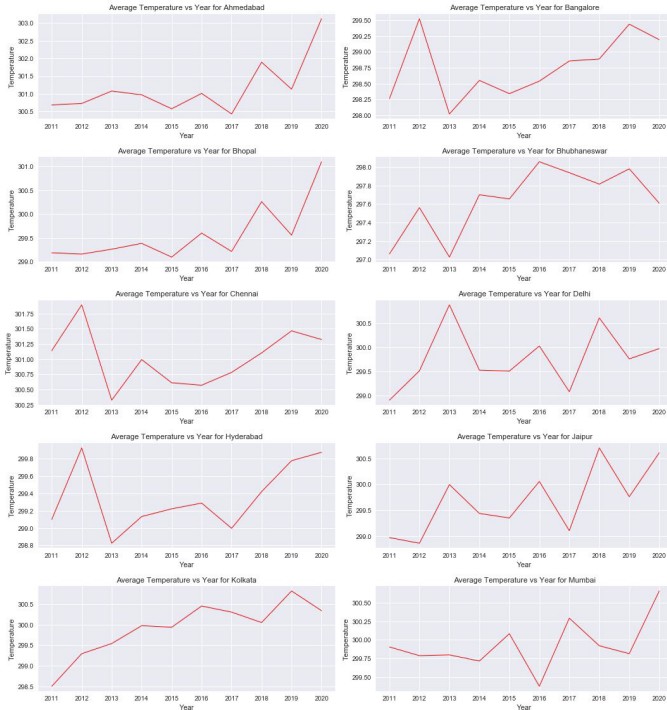 Average Temperature vs Year for Ahmedabad
303.0
302.5
302.0
301.5
301.0
300.5
Temperature
2011 2012 2013 2014 2015 2016 2017 2018 2019 2020
Year
Average Temperature vs Year for Bangalore
299.50
299.25
299.00
298.75
298.50
298.25
298.00
Temperature
2011 2012 2013 2014 2015 2016 2017 2018 2019 2020
Year
Average Temperature vs Year for Bhopal
301.0
300.5
300.0
299.5
299.0
Temperature
2011 2012 2013 2014 2015 2016 2017 2018 2019 2020
Year
Average Temperature vs Year for Bhubhaneswar
298.0
297.8
297.6
297.4
297.2
297.0
Temperature
2011 2012 2013 2014 2015 2016 2017 2018 2019 2020
Year
Average Temperature vs Year for Chennai
301.75
301.50
301.25
301.00
300.75
300.50
300.25
Temperature
2011 2012 2013 2014 2015 2016 2017 2018 2019 2020
Year
Average Temperature vs Year for Delhi
300.5
300.0
299.5
299.0
Temperature
2011 2012 2013 2014 2015 2016 2017 2018 2019 2020
Year
Average Temperature vs Year for Hyderabad
299.8
299.6
299.4
299.2
299.0
298.8
Temperature
2011 2012 2013 2014 2015 2016 2017 2018 2019 2020
Year
Average Temperature vs Year for Jaipur
300.5
300.0
299.5
299.0
Temperature
2011 2012 2013 2014 2015 2016 2017 2018 2019 2020
Year
Average Temperature vs Year for Kolkata
300.5
300.0
299.5
299.0
298.5
Temperature
2011 2012 2013 2014 2015 2016 2017 2018 2019 2020
Year
Average Temperature vs Year for Mumbai
300.50
300.25
300.00
299.75
299.50
Temperature
2011 2012 2013 2014 2015 2016 2017 2018 2019 2020
Year